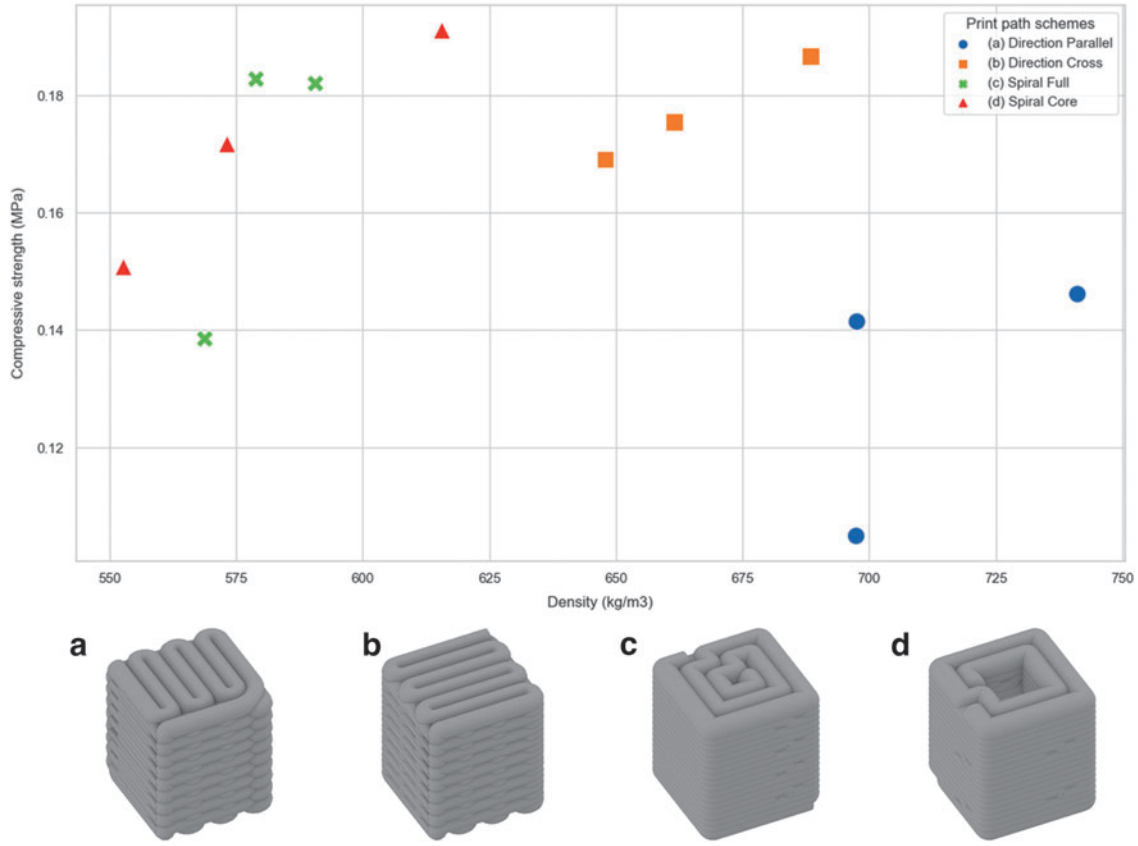 Print path schemes
(a) Direction Parallel
(b) Direction Cross
(c) Spiral Full
(d) Spiral Core
0.18
0.16
0.14
0.12
Compressive strength (MPa)
550 575 600 625 650 675 700 725 750
Density (kg/m3)
a b c d